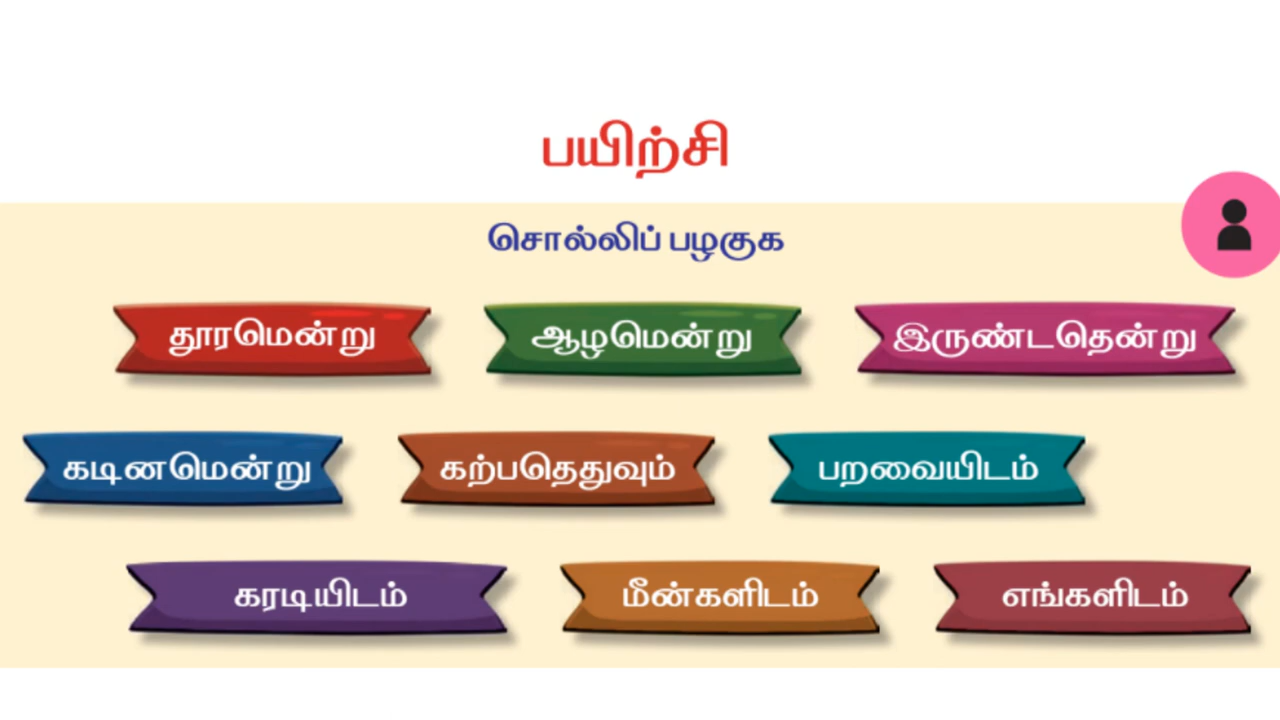 பயிற்சி
சொல்லிப் பழகுக
தூரமென்று ஆழமென்று இருண்டதென்று
கடினமென்று கற்பதெதுவும் பறவையிடம்
கரடியிடம் மீன்களிடம் எங்களிடம்